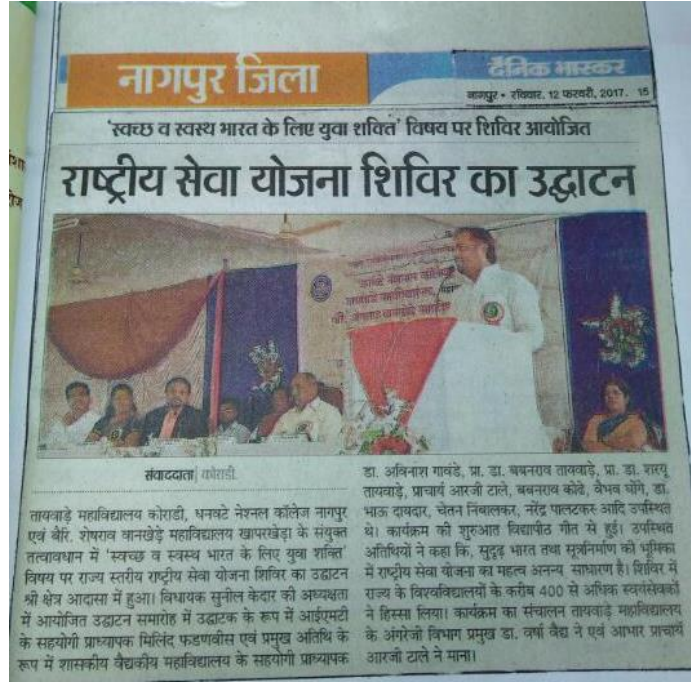 नागपुर जिला
दैनिक भास्कर
नागपुर • रविवार, 12 फरवरी, 2017. 15
'स्वच्छ व स्वस्थ भारत के लिए युवा शक्ति' विषय पर शिविर आयोजित
राष्ट्रीय सेवा योजना शिविर का उद्घाटन
संवाददाता | कोराडी.
तायवाडे महाविद्यालय कोराडी, धनवटे नेश्नल कॉलेज नागपुर
एवं बैरि. शेषराव वानखेड़े महाविद्यालय खापरखेड़ा के संयुक्त
तत्वावधान में 'स्वच्छ व स्वस्थ भारत के लिए युवा शक्ति'
विषय पर राज्य स्तरीय राष्ट्रीय सेवा योजना शिविर का उद्घाटन
श्री क्षेत्र आदासा में हुआ। विधायक सुनील केदार की अध्यक्षता
में आयोजित उद्घाटन समारोह में उद्घाटक के रूप में आईएमटी
के सहयोगी प्राध्यापक मिलिंद फडणवीस एवं प्रमुख अतिथि के
रूप में शासकीय वैद्यकीय महाविद्यालय के सहयोगी प्राध्यापक
डा. अविनाश गावंडे, प्रा. डा. बबनराव तायवाड़े, प्रा. डा. शरयू
तायवाड़े, प्राचार्य आरजी टाले, बबनराव कोढे, वैभव घोंगे, डा.
भाऊ दायदार, चेतन निंबालकर, नरेंद्र पालटकर आदि उपस्थित
थे। कार्यक्रम की शुरुआत विद्यापीठ गीत से हुई। उपस्थित
अतिथियों ने कहा कि, सुदृढ़ भारत तथा सूत्रनिर्माण की भूमिका
में राष्ट्रीय सेवा योजना का महत्व अनन्य साधारण है। शिविर में
राज्य के विश्वविद्यालयों के करीब 400 से अधिक स्वयंसेवकों
ने हिस्सा लिया। कार्यक्रम का संचालन तायवाड़े महाविद्यालय
के अंगरेजी विभाग प्रमुख डा. वर्षा वैद्य ने एवं आभार प्राचार्य
आरजी टाले ने माना।